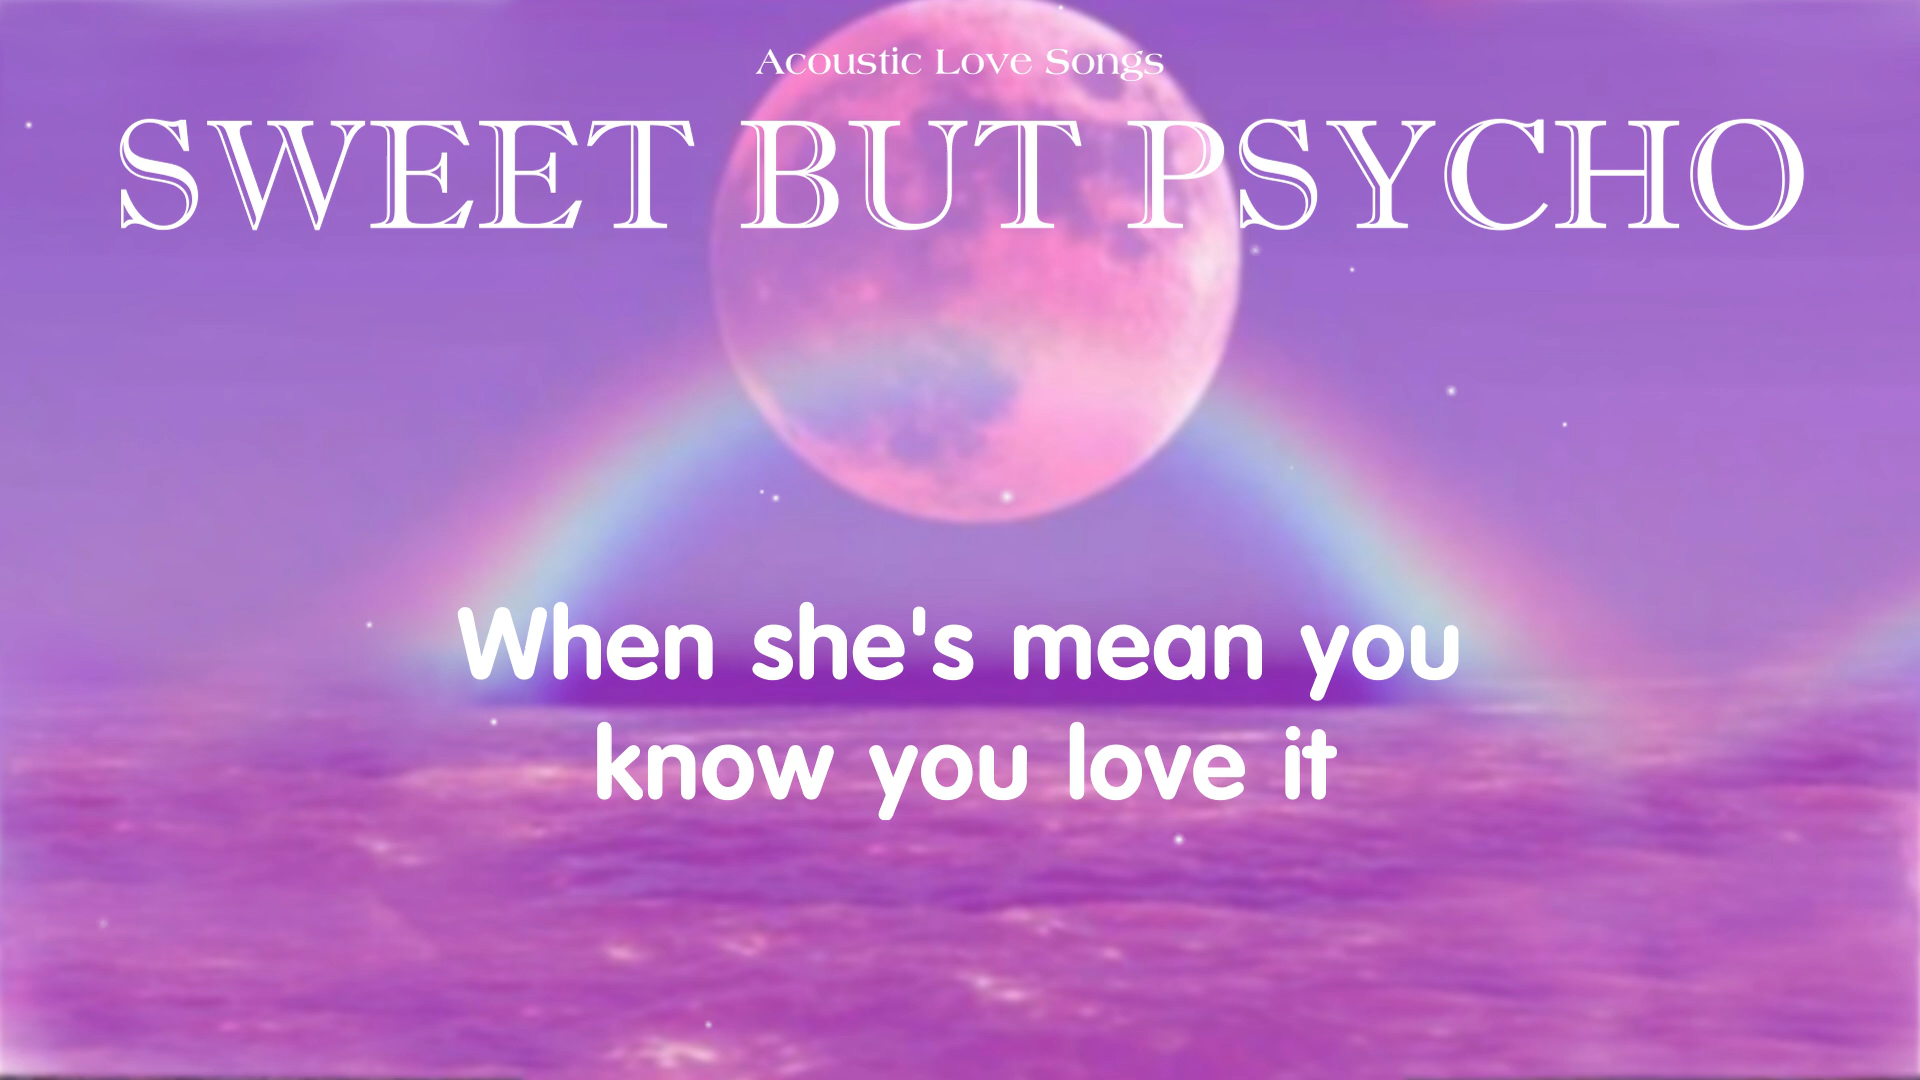 Acoustic Love Songs
SWEET BUT PSYCHO
When she's mean you
know you love it